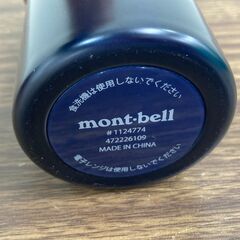 食洗機は使用しないでください
mont-bell
#1124774
472226109
MADE IN CHINA
電子レンジは使用しないでください